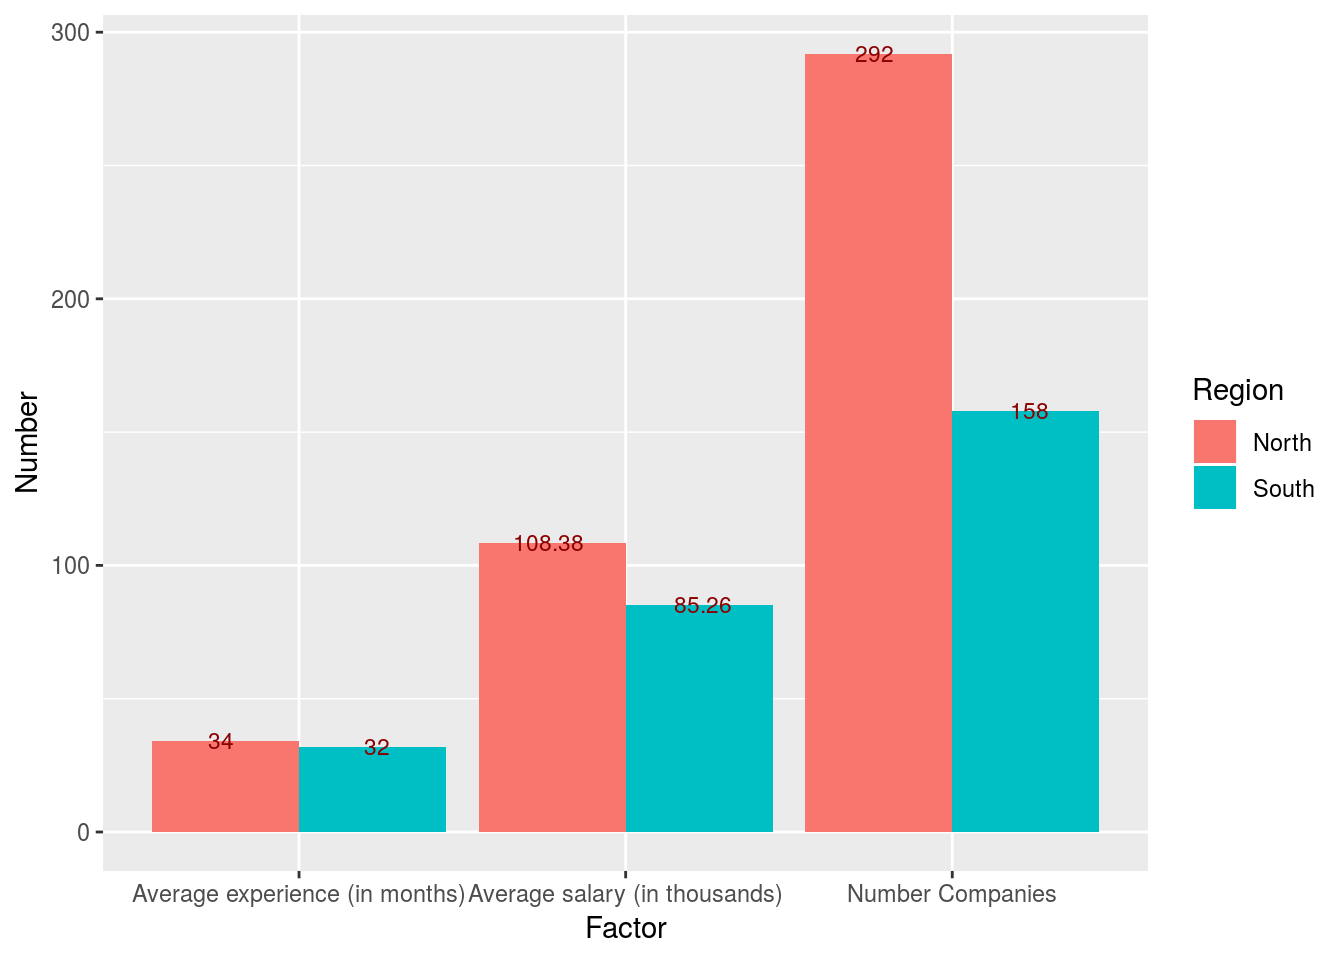 300
200
100
0
Number
292
158
108.38
85.26
34
32
Average experience (in months)
Average salary (in thousands)
Number Companies
Factor
Region
North
South